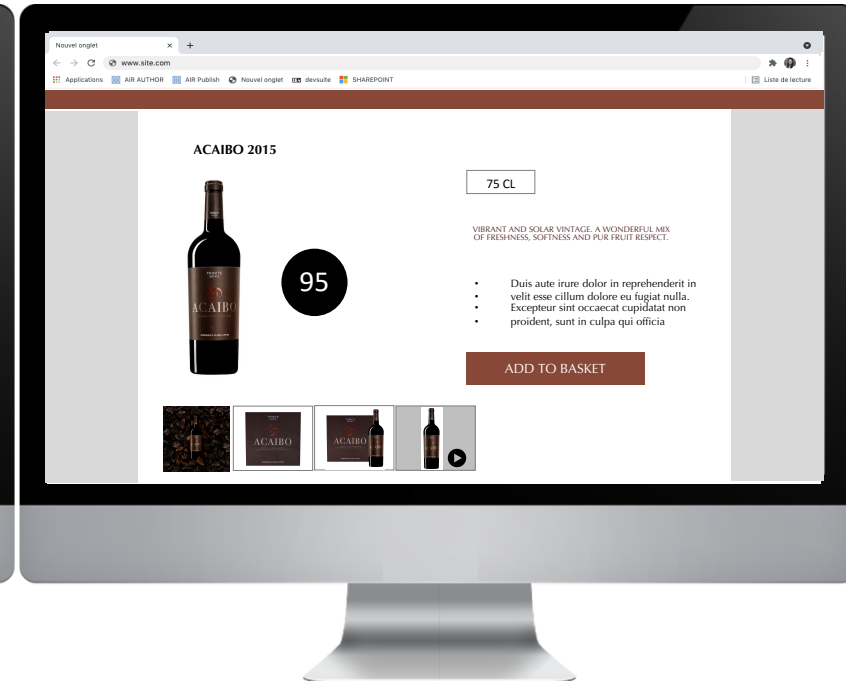 Nouvel onglet
www.site.com
Applications AIR AUTHOR AIR Publish Nouvel onglet devsuite SHAREPOINT Liste de lecture
ACAIBO 2015
75 CL
ACAIBO
95
VIBRANT AND SOLAR VINTAGE. A WONDERFUL MIX
OF FRESHNESS, SOFTNESS AND PUR FRUIT RESPECT.
• Duis aute irure dolor in reprehenderit in
• velit esse cillum dolore eu fugiat nulla.
• Excepteur sint occaecat cupidatat non
• proident, sunt in culpa qui officia
ADD TO BASKET
ACAIBO
ACAIBO